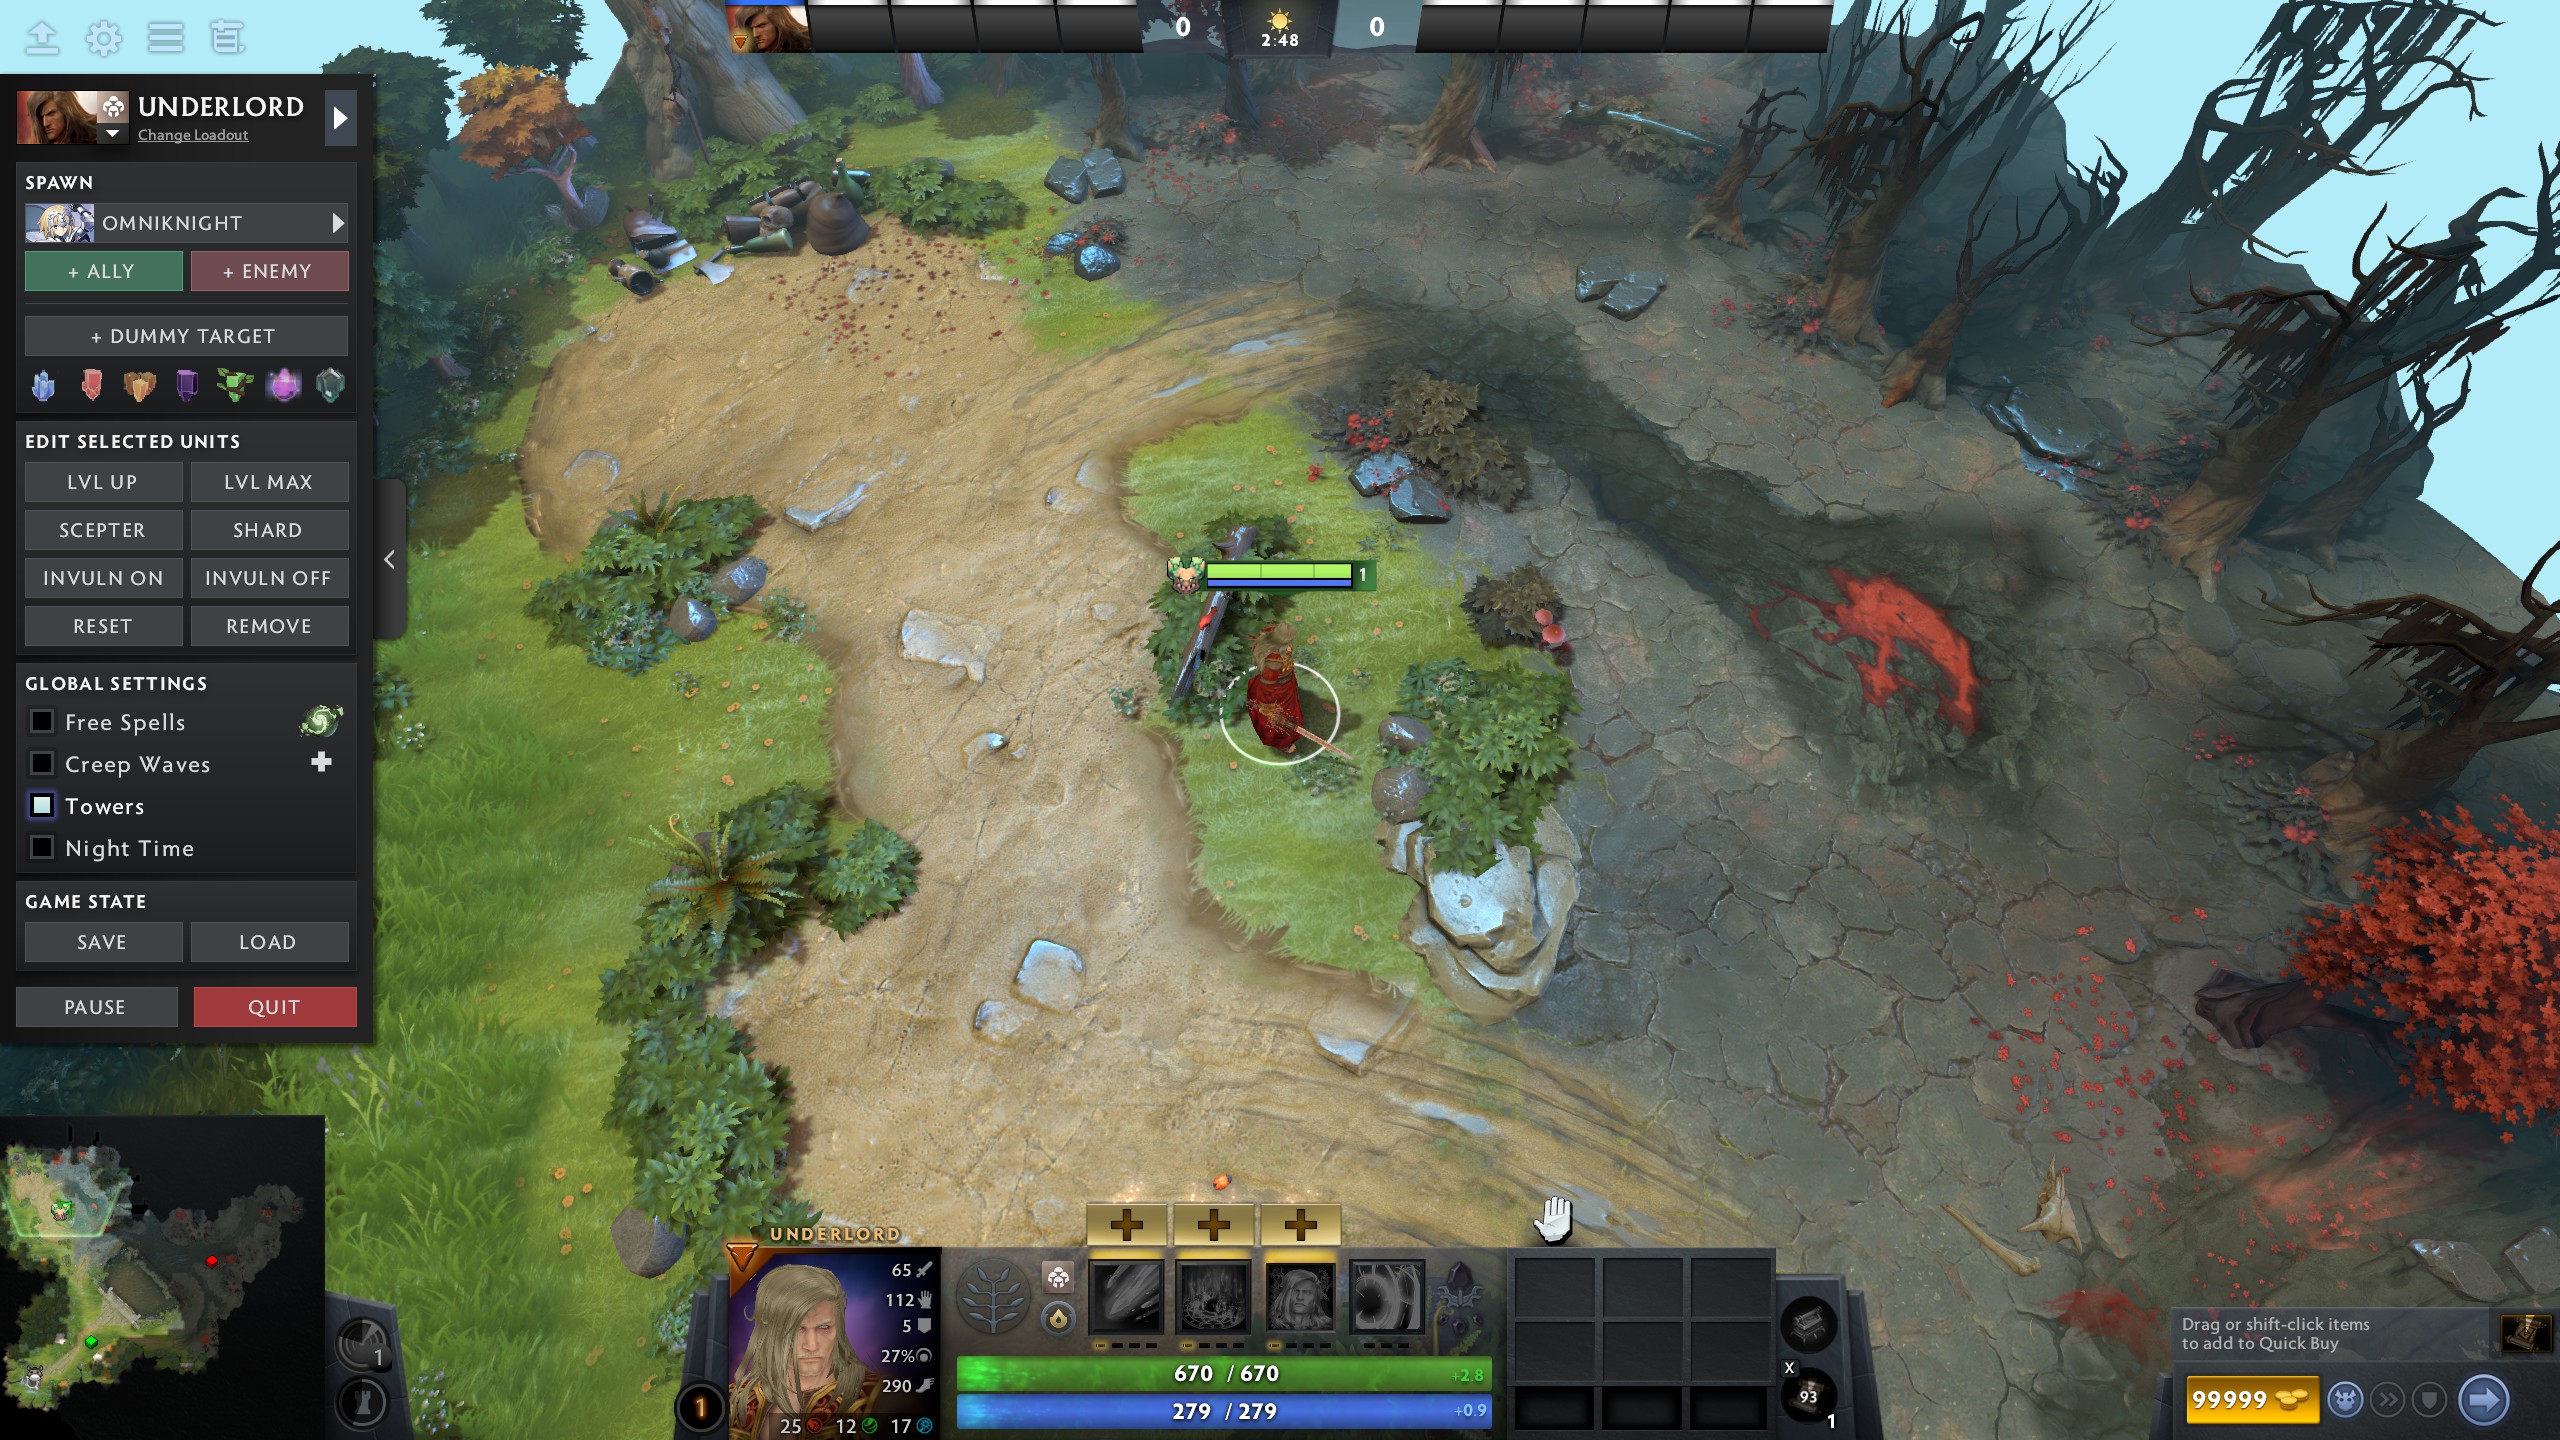 0
2:48
0
UNDERLORD
Change Loadout
SPAWN
OMNIKNIGHT
+ ALLY
+ ENEMY
+ DUMMY TARGET
EDIT SELECTED UNITS
LVL UP
LVL MAX
SCEPTER
SHARD
INVULN ON
INVULN OFF
RESET
REMOVE
GLOBAL SETTINGS
Free Spells
Creep Waves
Towers
Night Time
GAME STATE
SAVE
LOAD
PAUSE
QUIT
1
1
UNDERLORD
65
112
5
27%
290
25
12
17
1
670 / 670
+2.8
279 / 279
+0.9
X
93
1
Drag or shift-click items
to add to Quick Buy
99999